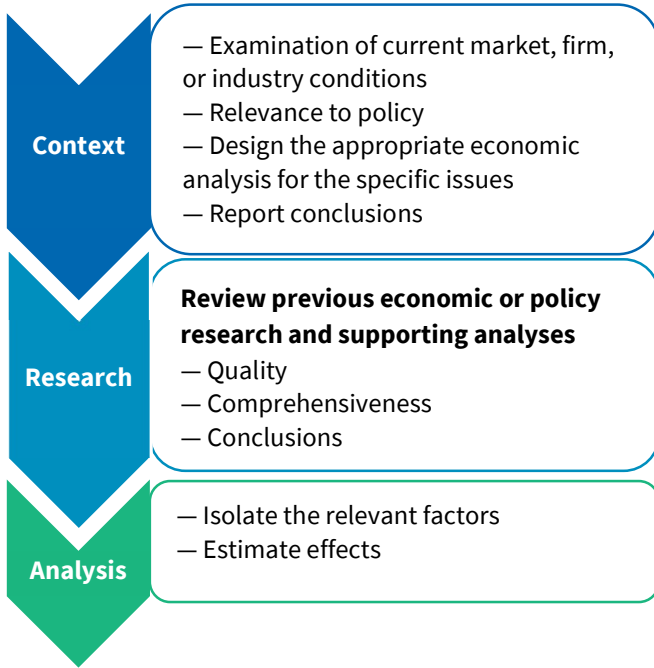 Context
— Examination of current market, firm,
or industry conditions
— Relevance to policy
— Design the appropriate economic
analysis for the specific issues
— Report conclusions
Research
Review previous economic or policy
research and supporting analyses
— Quality
— Comprehensiveness
— Conclusions
Analysis
— Isolate the relevant factors
— Estimate effects